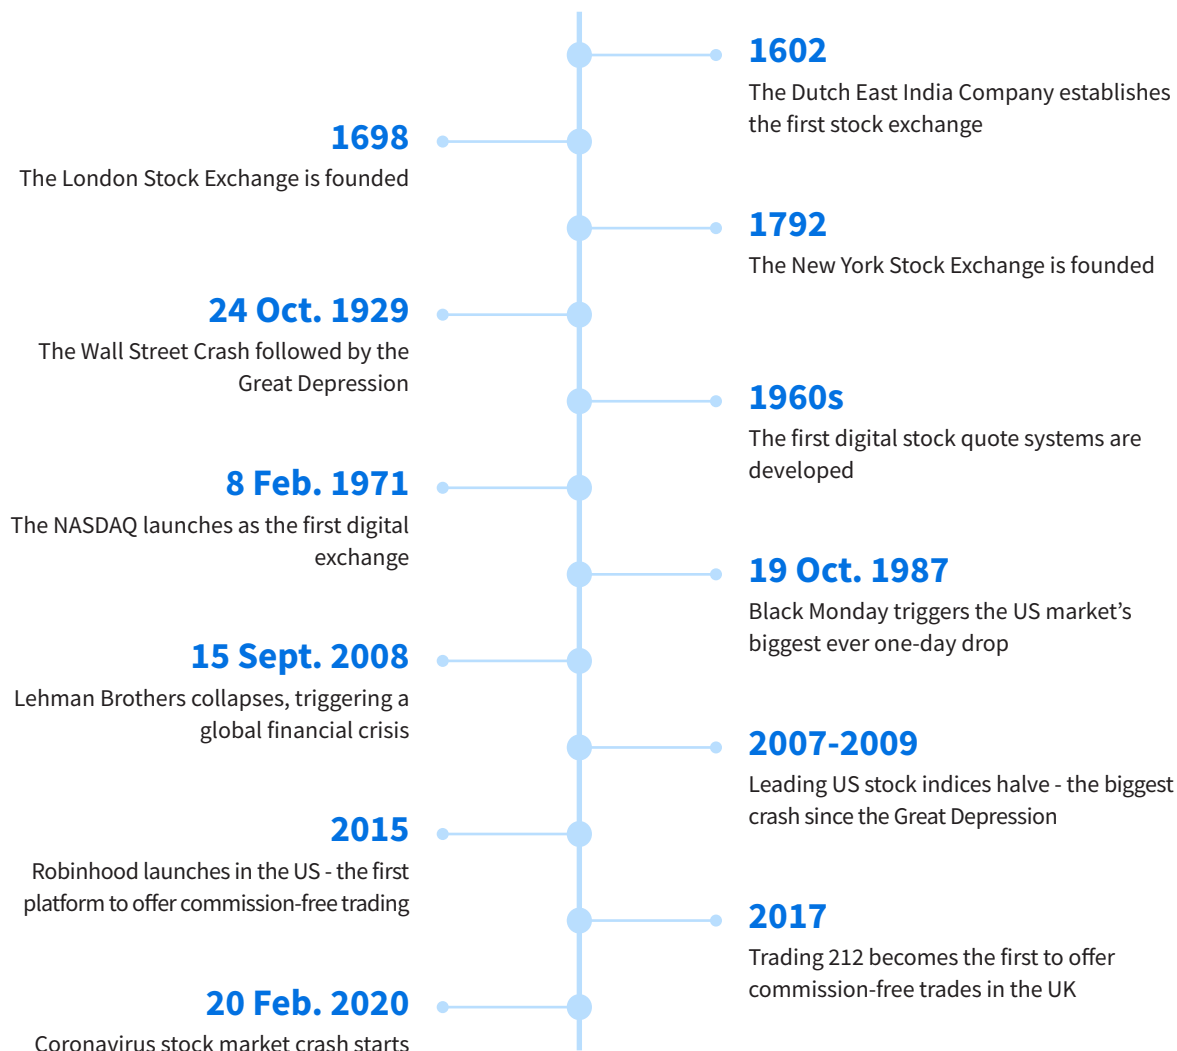 1602
The Dutch East India Company establishes
the first stock exchange
1698
The London Stock Exchange is founded
1792
The New York Stock Exchange is founded
24 Oct. 1929
The Wall Street Crash followed by the
Great Depression
1960s
The first digital stock quote systems are
developed
8 Feb. 1971
The NASDAQ launches as the first digital
exchange
19 Oct. 1987
Black Monday triggers the US market’s
biggest ever one-day drop
15 Sept. 2008
Lehman Brothers collapses, triggering a
global financial crisis
2007-2009
Leading US stock indices halve - the biggest
crash since the Great Depression
2015
Robinhood launches in the US - the first
platform to offer commission-free trading
2017
Trading 212 becomes the first to offer
commission-free trades in the UK
20 Feb. 2020
Coronavirus stock market crash starts